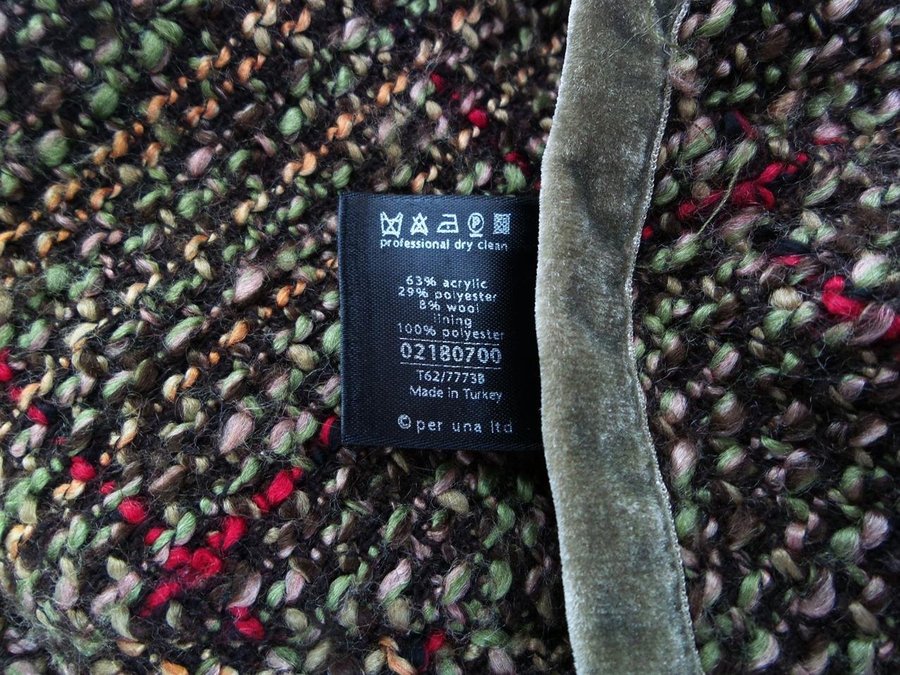 professional dry clean
63% acrylic
29% polyester
8% wool
lining
100% polyester
02180700
T62/7773B
Made in Turkey
© per una ltd